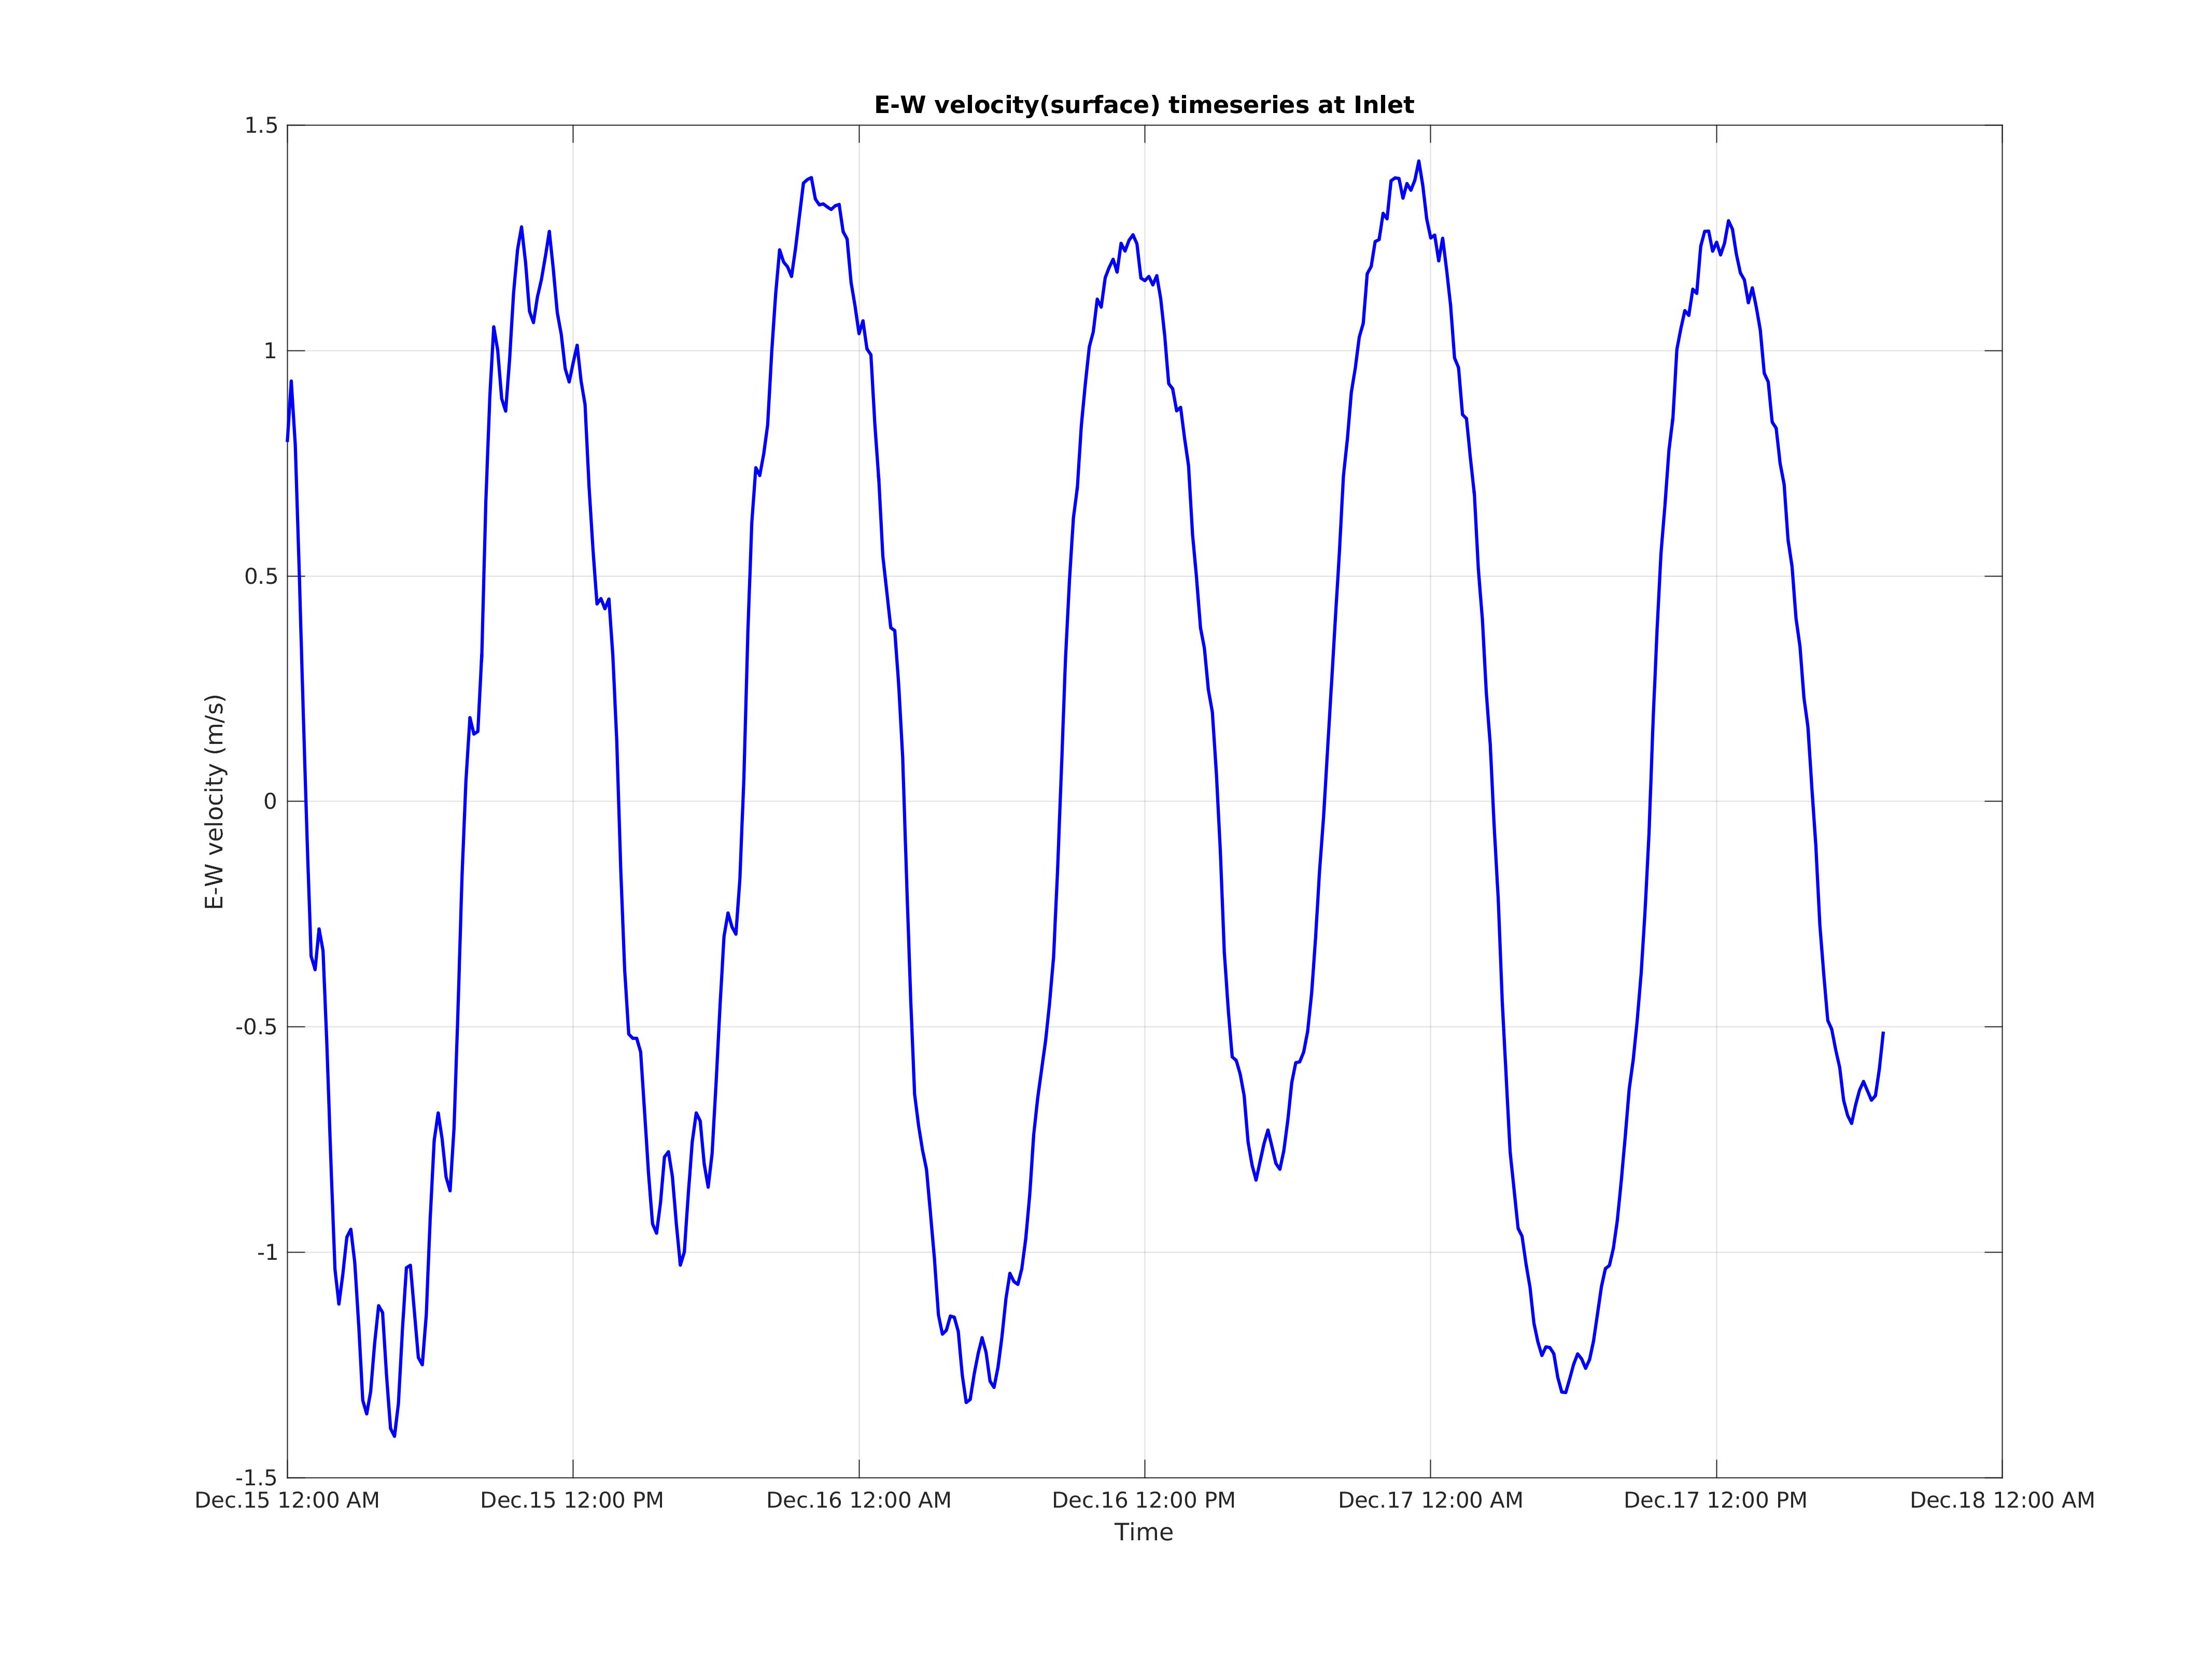 E-W velocity(surface) timeseries at Inlet
1.5
1
0.5
0
-0.5
-1
-1.5
E-W velocity (m/s)
Dec.15 12:00 AM Dec.15 12:00 PM Dec.16 12:00 AM Dec.16 12:00 PM Dec.17 12:00 AM Dec.17 12:00 PM Dec.18 12:00 AM
Time